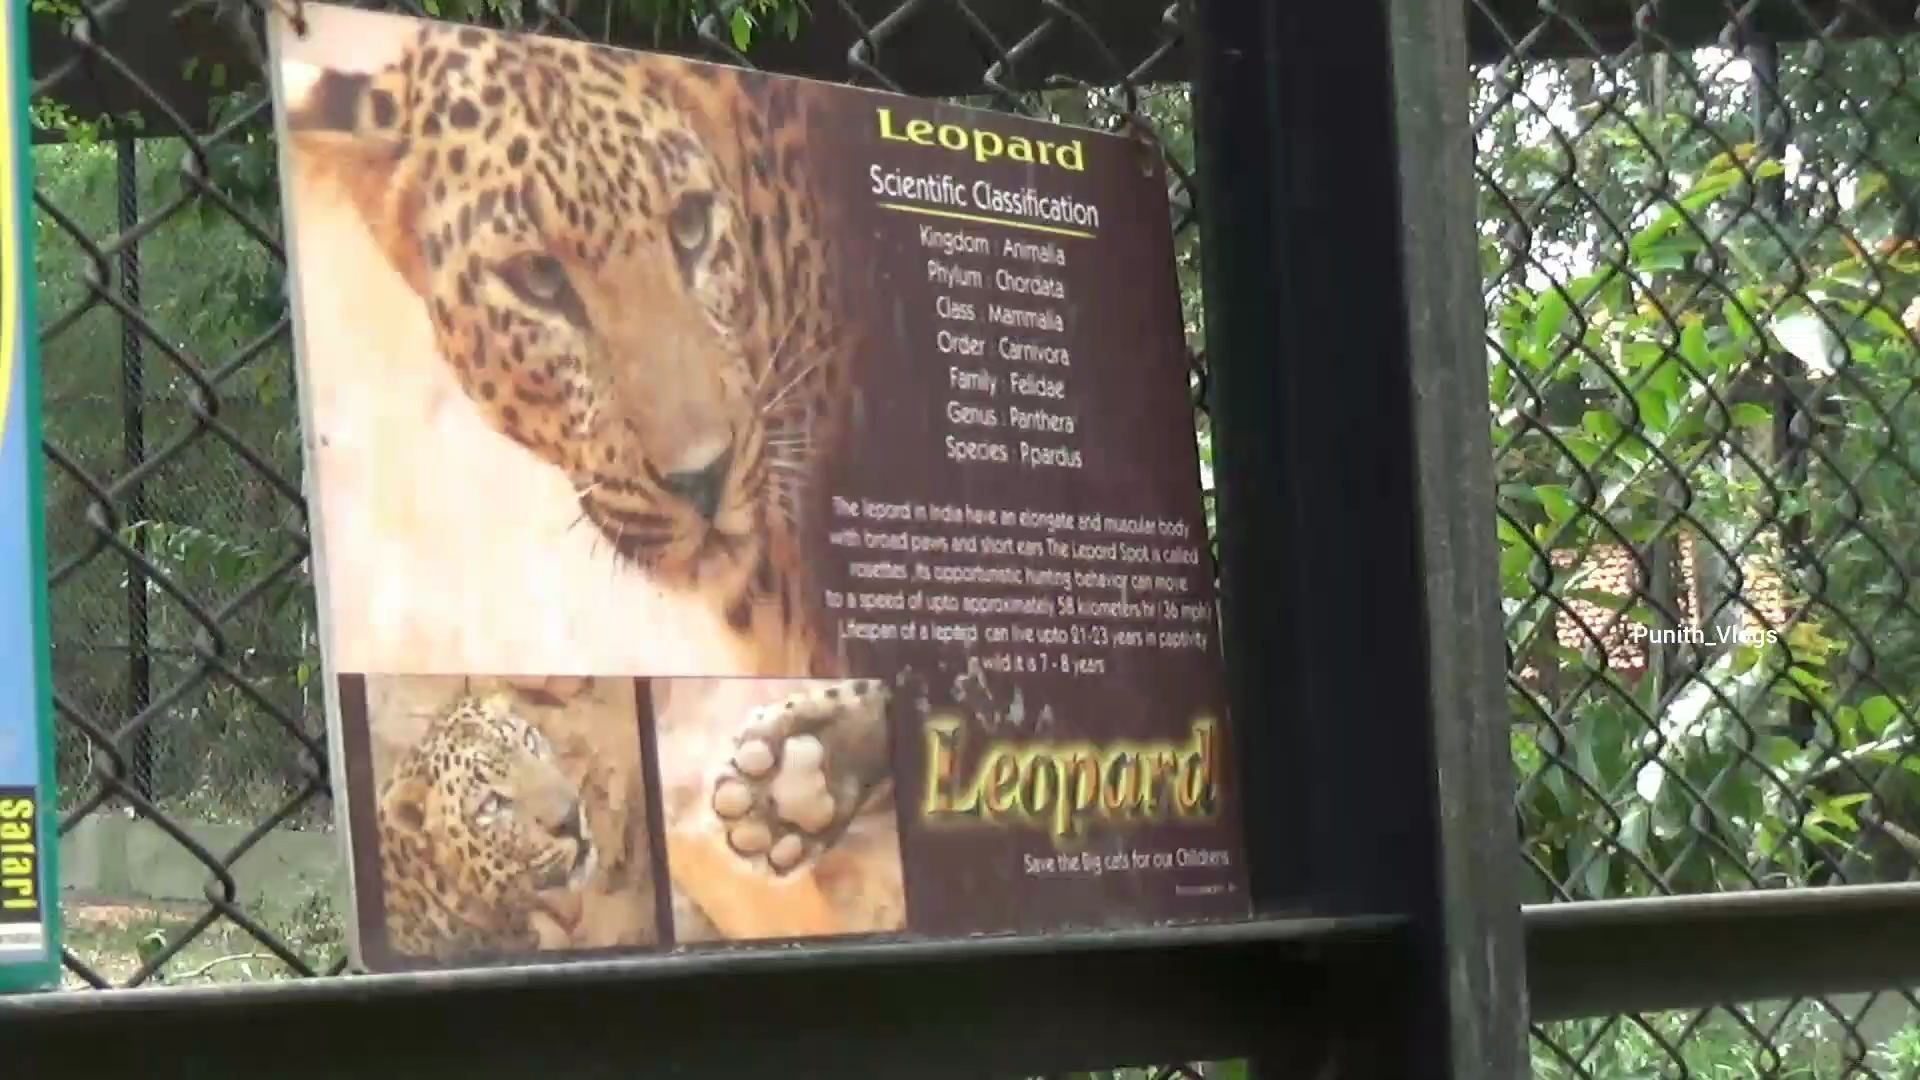 Leopard
Scientific Classification
Kingdom : Animalia
Phylum : Chordata
Class : Mammalia
Order : Carnivora
Family : Felidae
Genus : Panthera
Species : P.pardus
The lepord in India have an elongate and muscular body
with broad paws and short ears The Lepord Spot is called
rosettes ,its opportunistic hunting behavior can move
to a speed of upto approximately 58 kilometers/hr (36 mph)
Lifespan of a lepard can live upto 21-23 years in captivity
in wild it is 7 - 8 years
Leopard
Save the Big cats for our Childrens
Safari
Punith_Vlogs